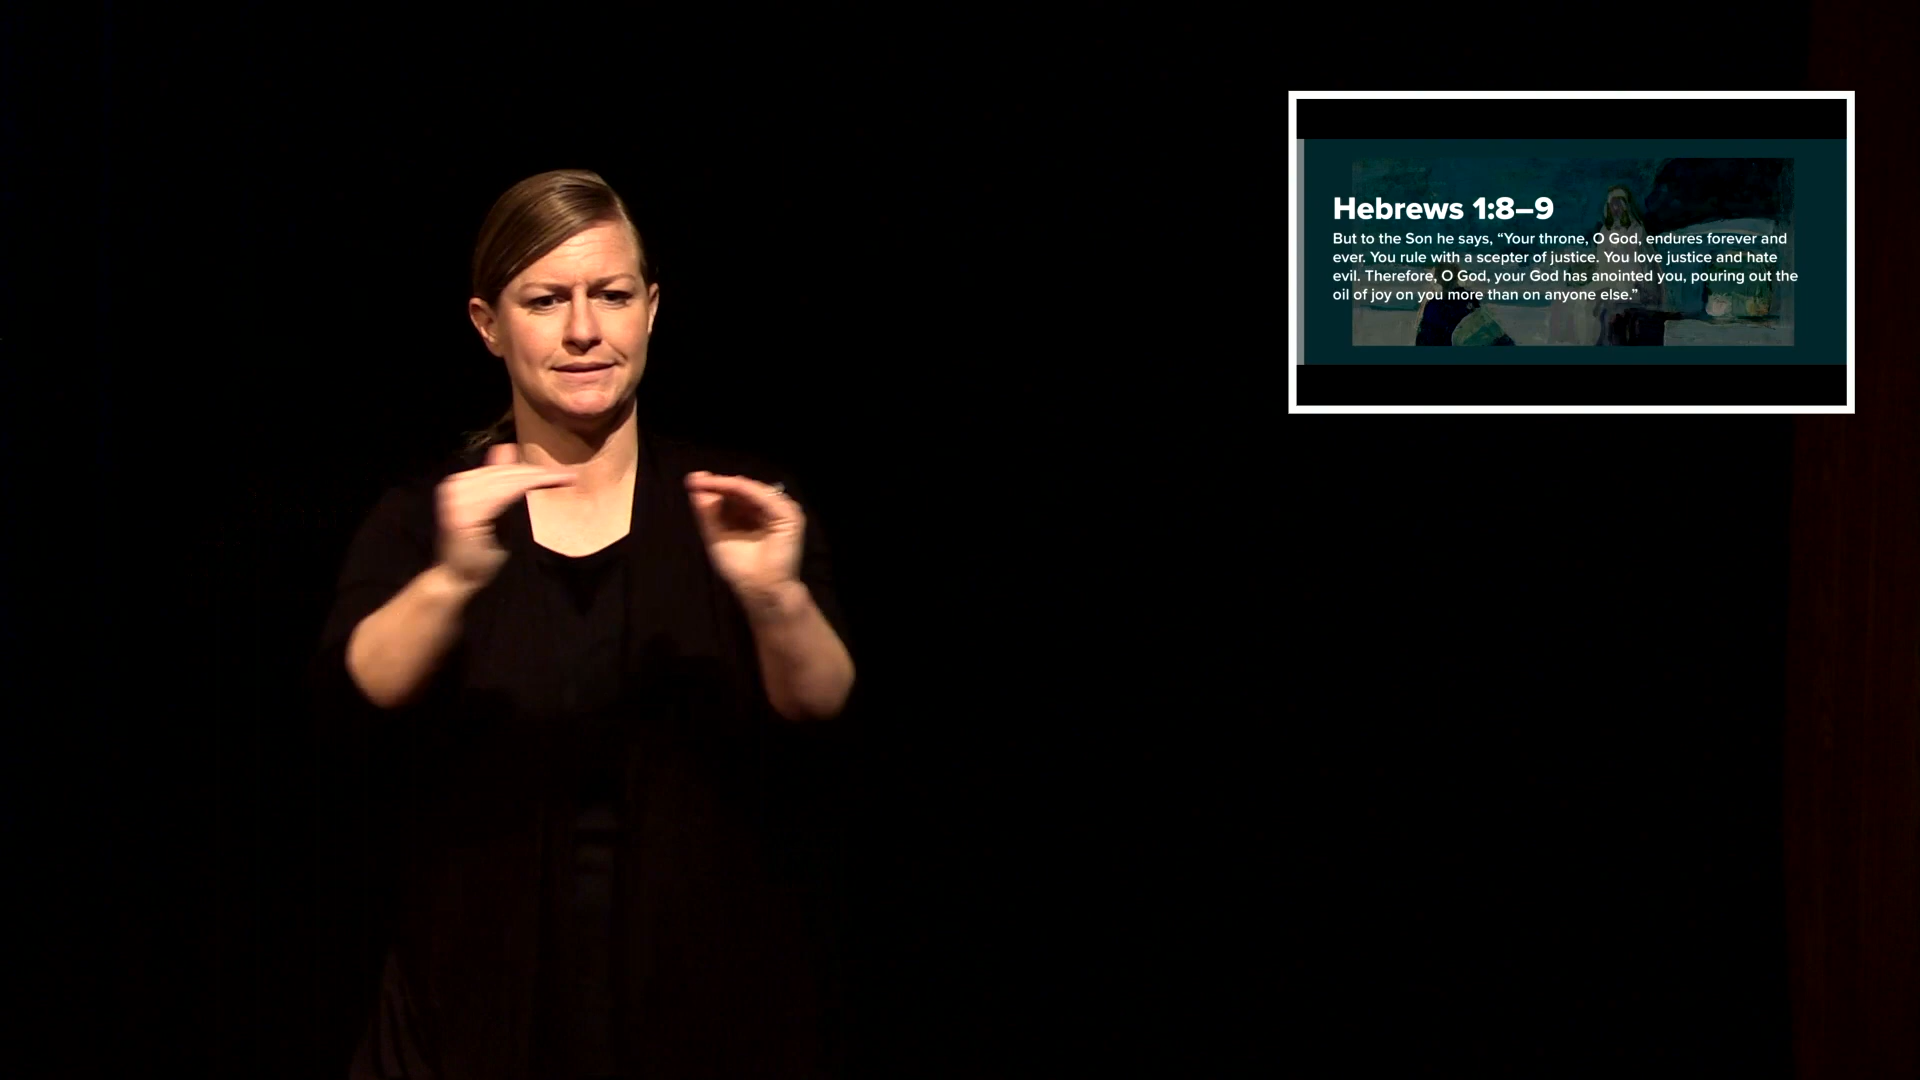 Hebrews 1:8–9
But to the Son he says, “Your throne, O God, endures forever and
ever. You rule with a scepter of justice. You love justice and hate
evil. Therefore, O God, your God has anointed you, pouring out the
oil of joy on you more than on anyone else.”